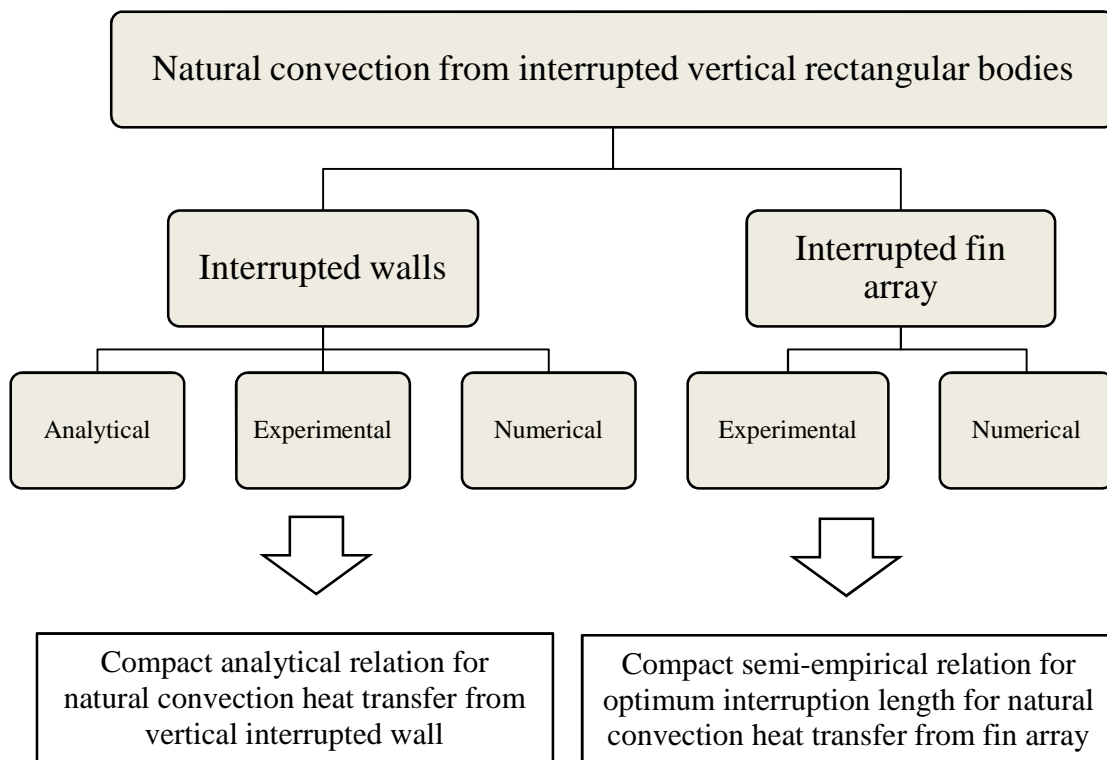 Natural convection from interrupted vertical rectangular bodies
Interrupted walls
Interrupted fin
array
Analytical
Experimental
Numerical
Experimental
Numerical
Compact analytical relation for
natural convection heat transfer from
vertical interrupted wall
Compact semi-empirical relation for
optimum interruption length for natural
convection heat transfer from fin array